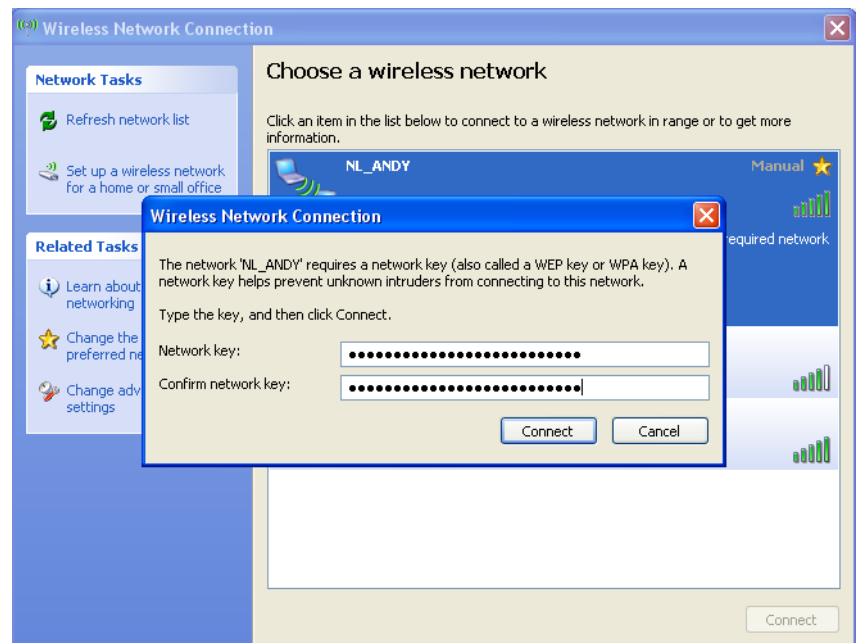 Wireless Network Connection
Network Tasks
Refresh network list
Set up a wireless network
for a home or small office
Related Tasks
Learn about
networking
Change the
preferred ne
Change adv
settings
Choose a wireless network
Click an item in the list below to connect to a wireless network in range or to get more
information.
NL_ANDY
Manual
required network
Wireless Network Connection
The network 'NL_ANDY' requires a network key (also called a WEP key or WPA key). A
network key helps prevent unknown intruders from connecting to this network.
Type the key, and then click Connect.
Network key:
Confirm network key:
Connect
Cancel
Connect